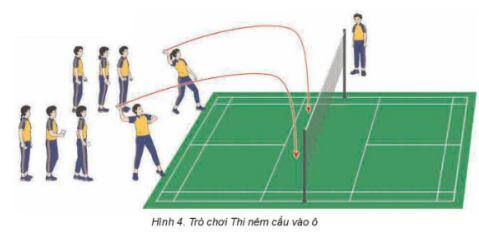 Hình 4. Trò chơi Thi ném cầu vào ô